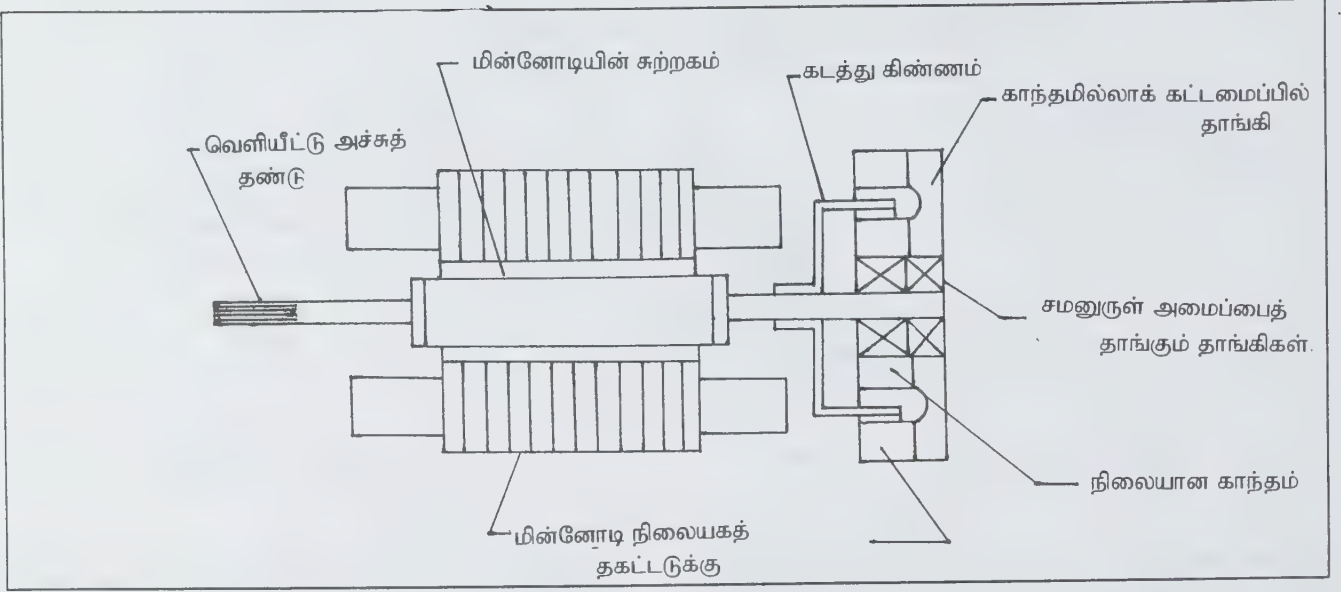 மின்னோடியின் சுற்றகம்
கடத்து கிண்ணம்
காந்தமில்லாக் கட்டமைப்பில்
தாங்கி
வெளியீட்டு அச்சுத்
தண்டு
சமனுருள் அமைப்பைத்
தாங்கும் தாங்கிகள்.
நிலையான காந்தம்
மின்னோடி நிலையகத்
தகட்டடுக்கு